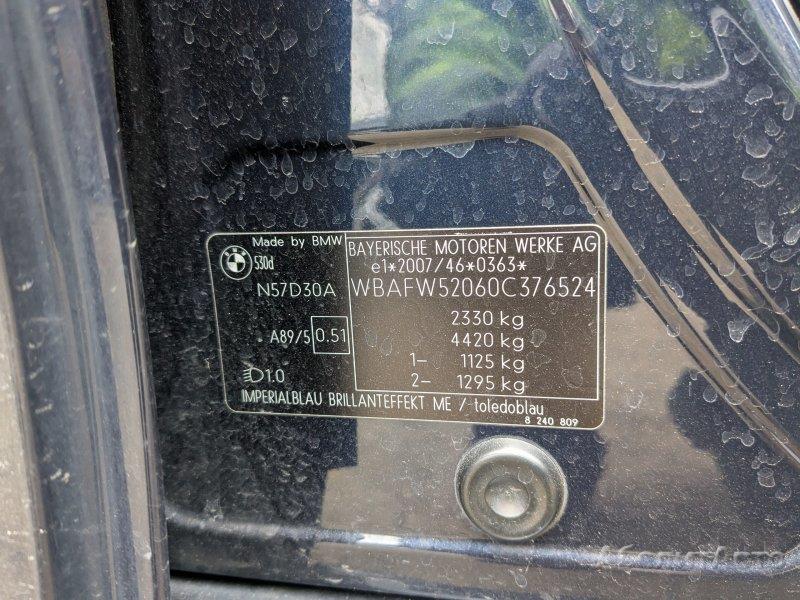 Made by BMW
BMW
530d
N57D30A
A89/5 0.51
1.0
BAYERISCHE MOTOREN WERKE AG
e1*2007/46*0363*
WBAFW52060C376524
2330 kg
4420 kg
1- 1125 kg
2- 1295 kg
IMPERIALBLAU BRILLANTEFFEKT ME / toledoblau
8 240 809